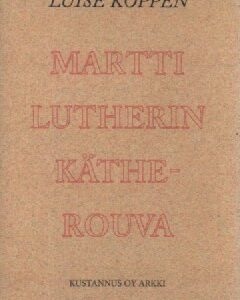 LUISE KOPPEN
MARTTI
LUTHERIN
KÄTHE-
ROUVA
KUSTANNUS OY ARKKI